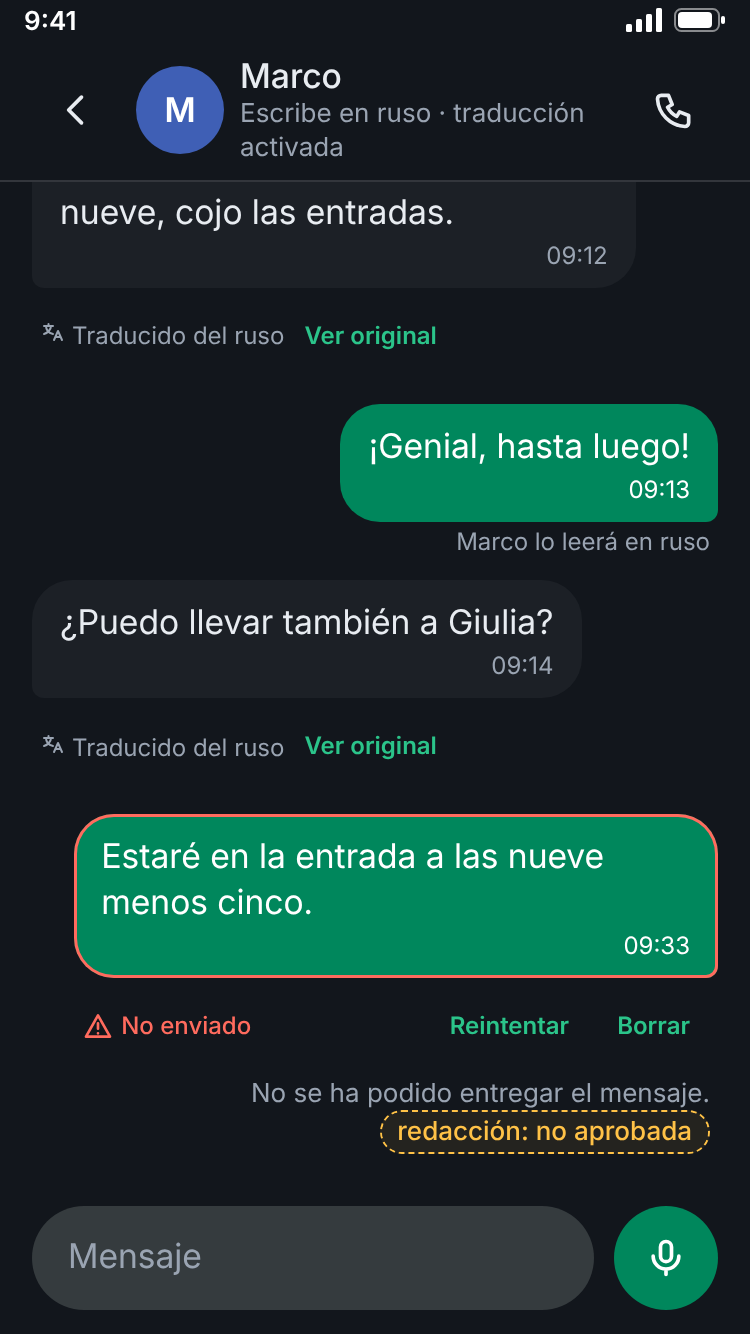 9:41
M
Marco
Escribe en ruso · traducción
activada
nueve, cojo las entradas.
09:12
Traducido del ruso Ver original
¡Genial, hasta luego!
09:13
Marco lo leerá en ruso
¿Puedo llevar también a Giulia?
09:14
Traducido del ruso Ver original
Estaré en la entrada a las nueve
menos cinco.
09:33
No enviado Reintentar Borrar
No se ha podido entregar el mensaje.
redacción: no aprobada
Mensaje